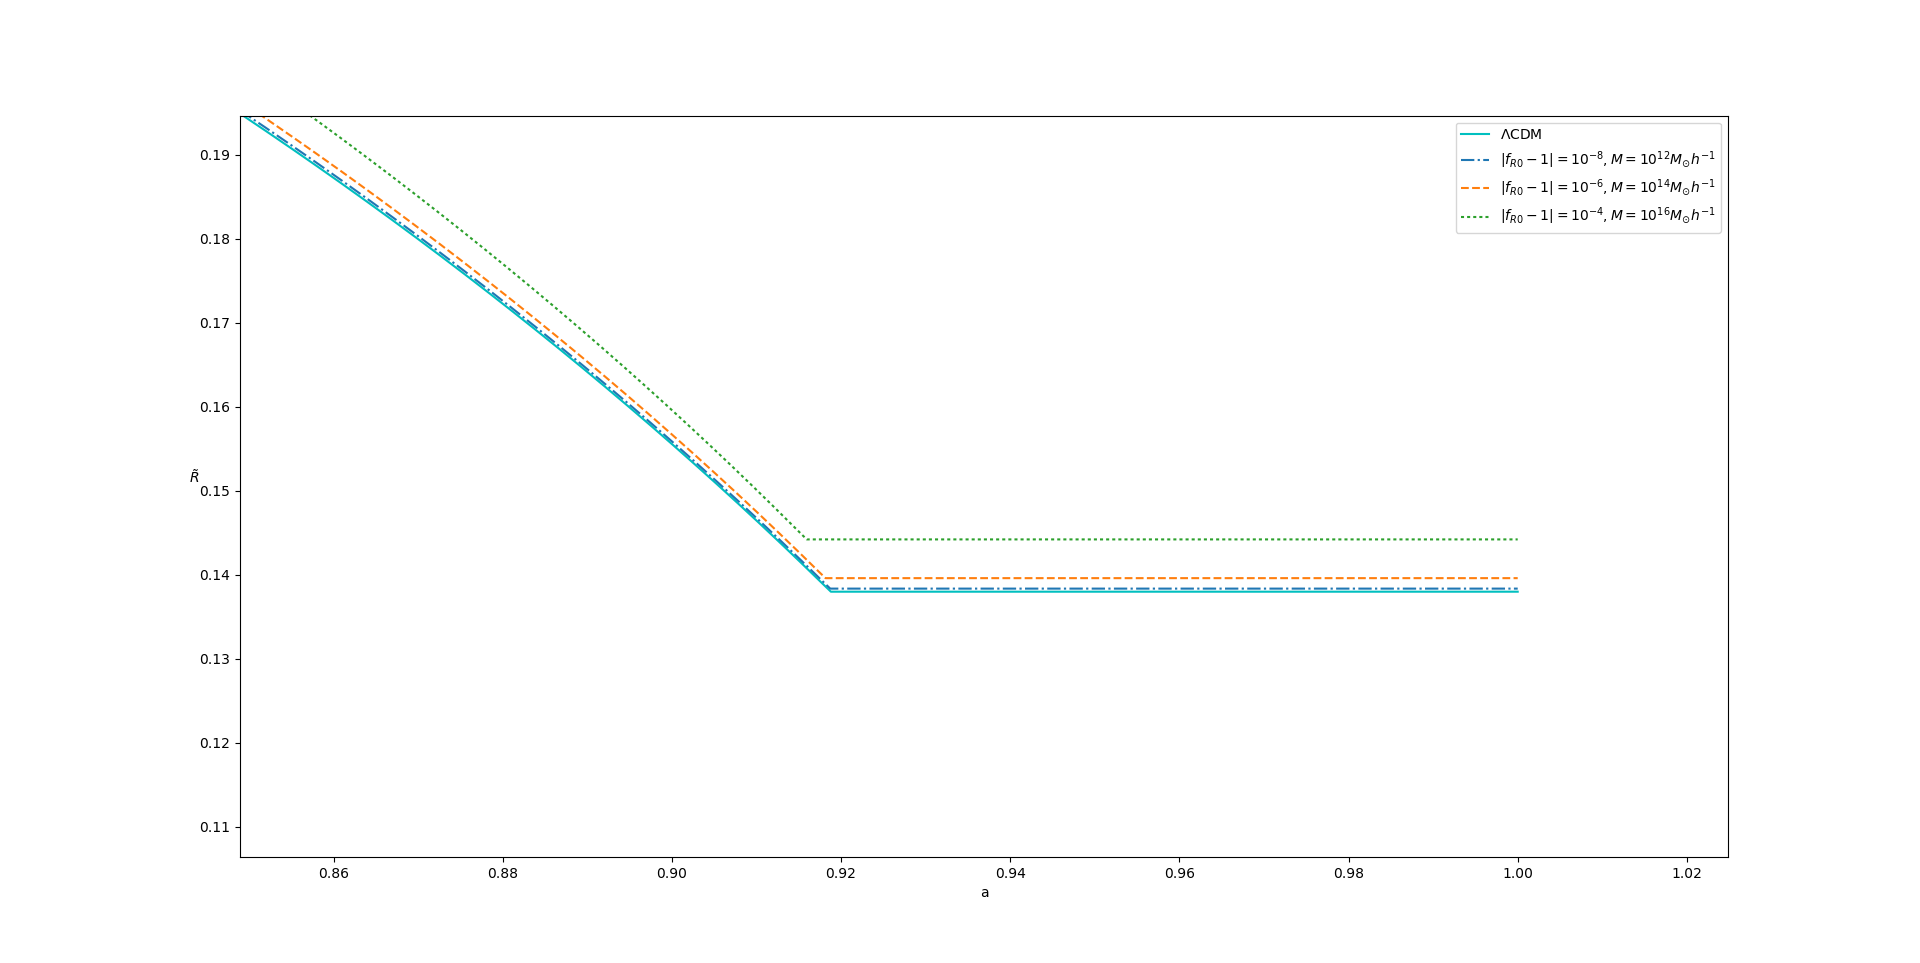 ΛCDM
|f_{R0} − 1| = 10^{−8}, M = 10^{12}M_⊙h^{−1}
|f_{R0} − 1| = 10^{−6}, M = 10^{14}M_⊙h^{−1}
|f_{R0} − 1| = 10^{−4}, M = 10^{16}M_⊙h^{−1}
0.19
0.18
0.17
0.16
R̃
0.15
0.14
0.13
0.12
0.11
0.86 0.88 0.90 0.92 0.94 0.96 0.98 1.00 1.02
a